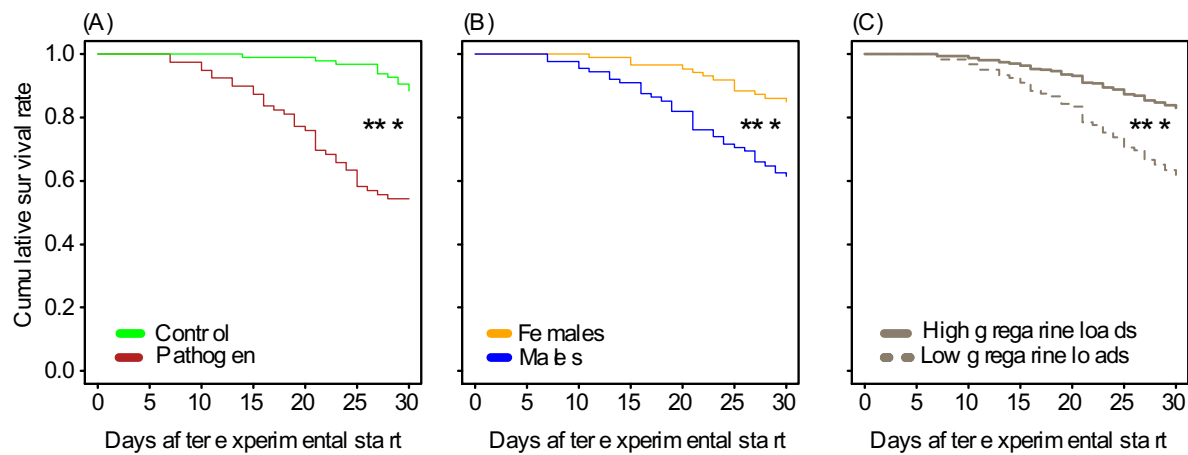 (A) (B) (C)
Cumulative survival rate
1.0
0.8
0.6
0.4
0.2
0.0
***
***
***
Control
Pathogen
Females
Males
High gregarine loads
Low gregarine loads
0 5 10 15 20 25 30
0 5 10 15 20 25 30
0 5 10 15 20 25 30
Days after experimental start
Days after experimental start
Days after experimental start